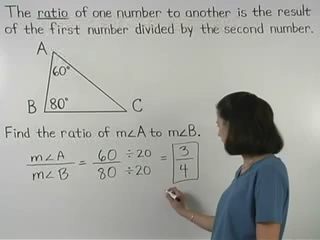 The ratio of one number to another is the result
of the first number divided by the second number.
A
60°
B 80° C
Find the ratio of m∠A to m∠B.
m∠A / m∠B = 60 ÷20 / 80 ÷20 = 3 / 4